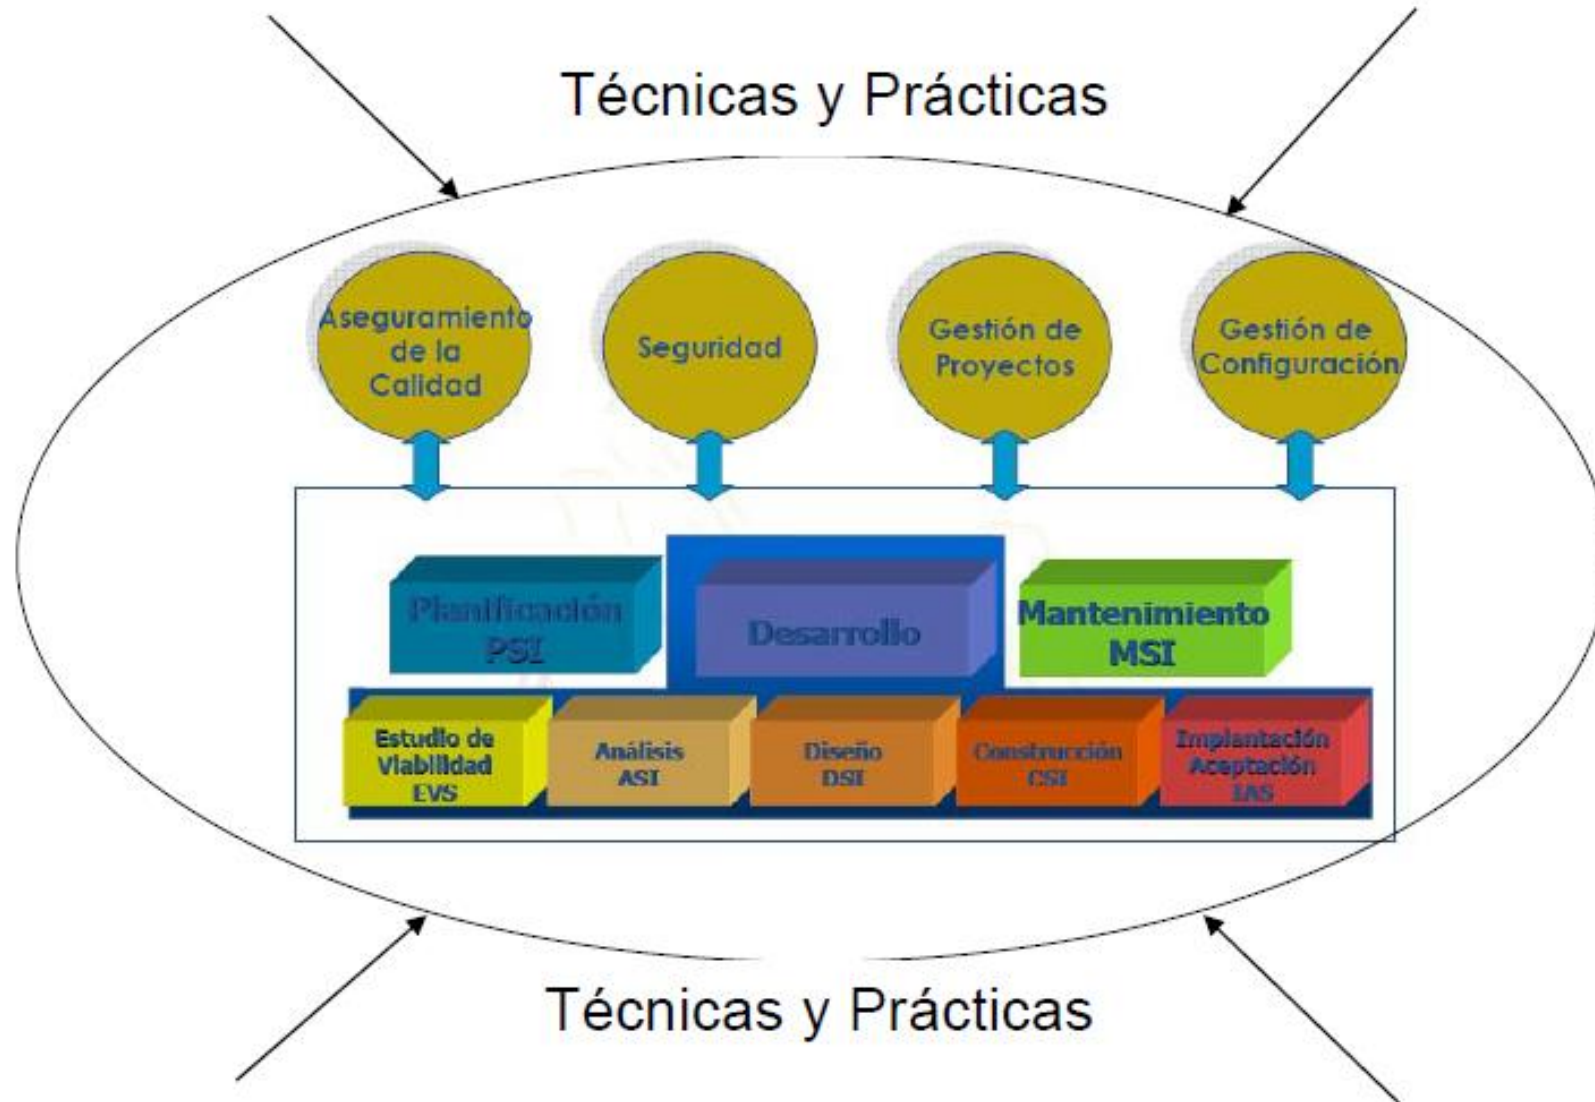 Técnicas y Prácticas
Aseguramiento
de la
Calidad
Seguridad
Gestión de
Proyectos
Gestión de
Configuración
Planificación
PSI
Desarrollo
Mantenimiento
MSI
Estudio de
Viabilidad
EVS
Análisis
ASI
Diseño
DSI
Construcción
CSI
Implantación
Aceptación
IAS
Técnicas y Prácticas